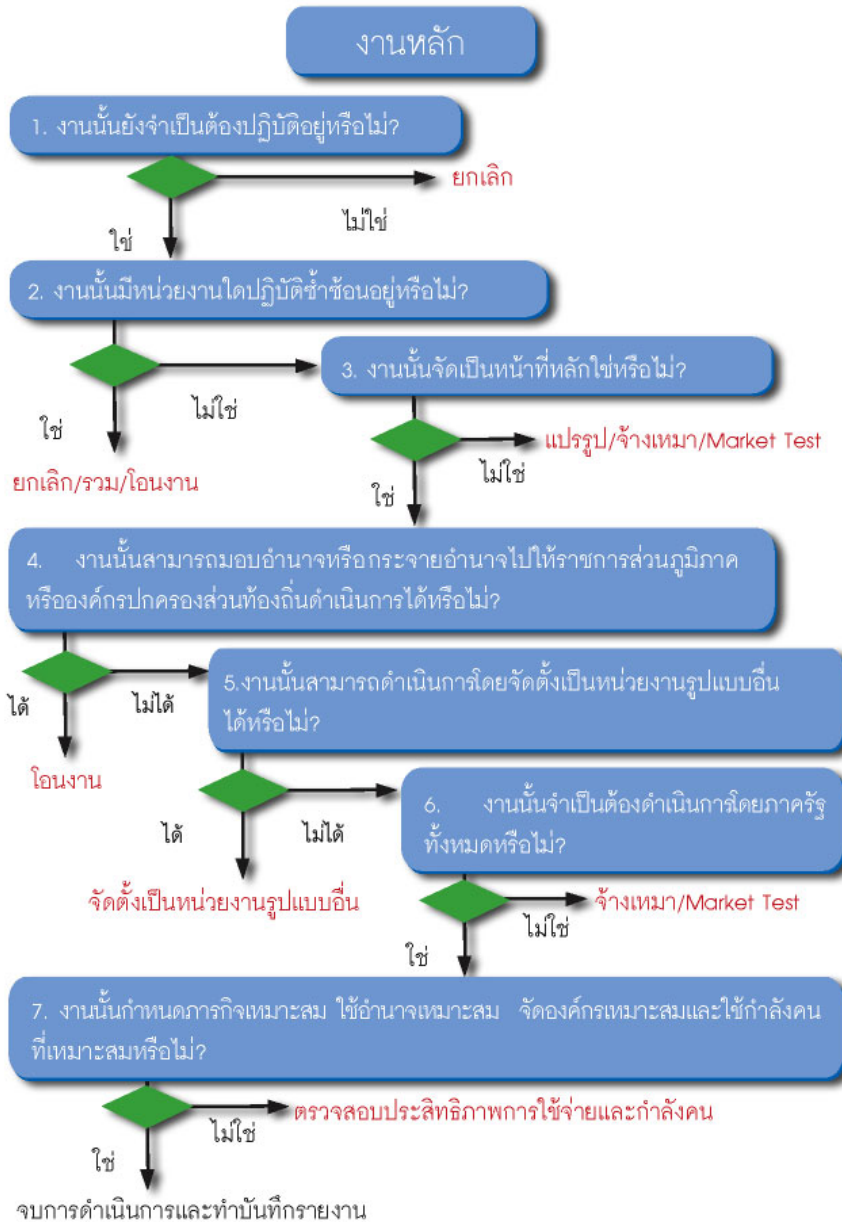 งานหลัก
1. งานนั้นยังจำเป็นต้องปฏิบัติอยู่หรือไม่?
ยกเลิก
ไม่ใช่
ใช่
2. งานนั้นมีหน่วยงานใดปฏิบัติซ้ำซ้อนอยู่หรือไม่?
3. งานนั้นจัดเป็นหน้าที่หลักใช่หรือไม่?
ไม่ใช่
ใช่
ยกเลิก/รวม/โอนงาน
แปรรูป/จ้างเหมา/Market Test
ไม่ใช่
ใช่
4. งานนั้นสามารถมอบอำนาจหรือกระจายอำนาจไปให้ราชการส่วนภูมิภาค
หรือองค์กรปกครองส่วนท้องถิ่นดำเนินการได้หรือไม่?
ได้
ไม่ได้
โอนงาน
5.งานนั้นสามารถดำเนินการโดยจัดตั้งเป็นหน่วยงานรูปแบบอื่น
ได้หรือไม่?
ได้
ไม่ได้
จัดตั้งเป็นหน่วยงานรูปแบบอื่น
6. งานนั้นจำเป็นต้องดำเนินการโดยภาครัฐ
ทั้งหมดหรือไม่?
จ้างเหมา/Market Test
ไม่ใช่
ใช่
7. งานนั้นกำหนดภารกิจเหมาะสม ใช้อำนาจเหมาะสม จัดองค์กรเหมาะสมและใช้กำลังคน
ที่เหมาะสมหรือไม่?
ตรวจสอบประสิทธิภาพการใช้จ่ายและกำลังคน
ไม่ใช่
ใช่
จบการดำเนินการและทำบันทึกรายงาน